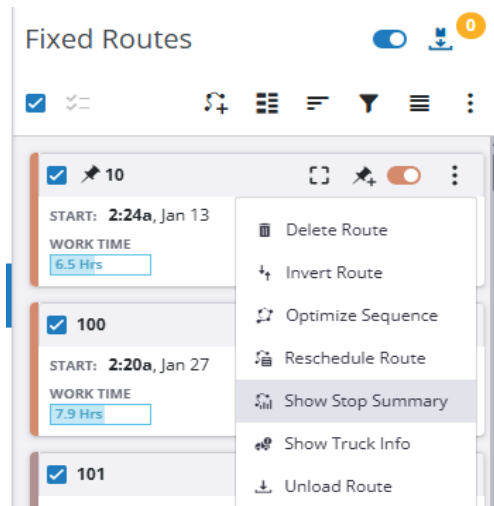 Fixed Routes
0
10
START: 2:24a, Jan 13
WORK TIME
6.5 Hrs
Delete Route
Invert Route
Optimize Sequence
Reschedule Route
Show Stop Summary
Show Truck Info
Unload Route
100
START: 2:20a, Jan 27
WORK TIME
7.9 Hrs
101